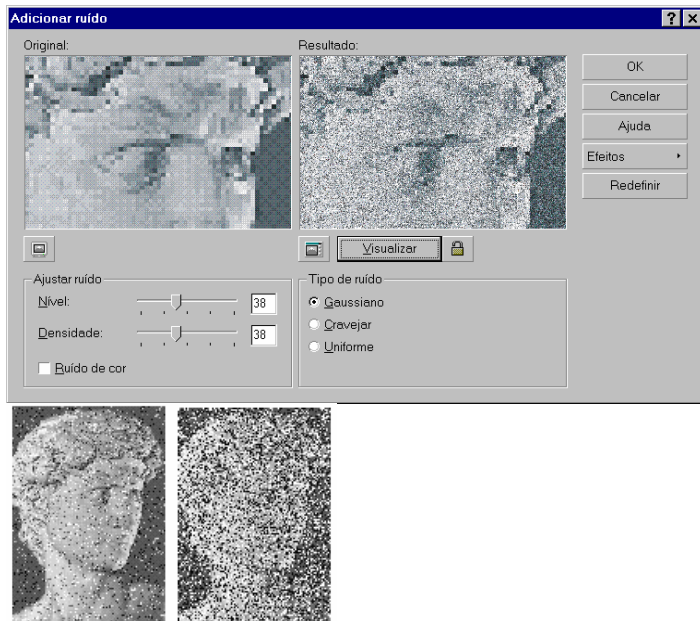 Adicionar ruído
Original:
Resultado:
OK
Cancelar
Ajuda
Efeitos
Redefinir
Visualizar
Ajustar ruído
Nível:
38
Densidade:
38
Ruído de cor
Tipo de ruído
Gaussiano
Cravejar
Uniforme